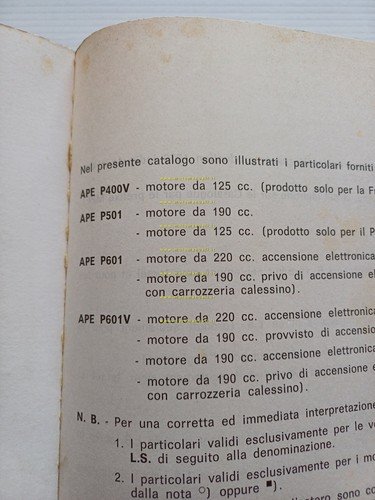 Nel presente catalogo sono illustrati i particolari forniti
APE P400V - motore da 125 cc. (prodotto solo per la
APE P501 - motore da 190 cc.
- motore da 125 cc. (prodotto solo per il
APE P601 - motore da 220 cc. accensione elettronica
- motore da 190 cc. privo di accensione
con carrozzeria calessino).
APE P601V - motore da 220 cc. accensione
- motore da 190 cc. provvisto di
- motore da 190 cc. accensione elettronica
- motore da 190 cc. privo di accensione
con carrozzeria calessino).
N. B. - Per una corretta ed immediata interpretazione
1. I particolari validi esclusivamente per le
L.S. di seguito alla denominazione.
2. I particolari validi esclusivamente per i
dalla nota ○) oppure ■).